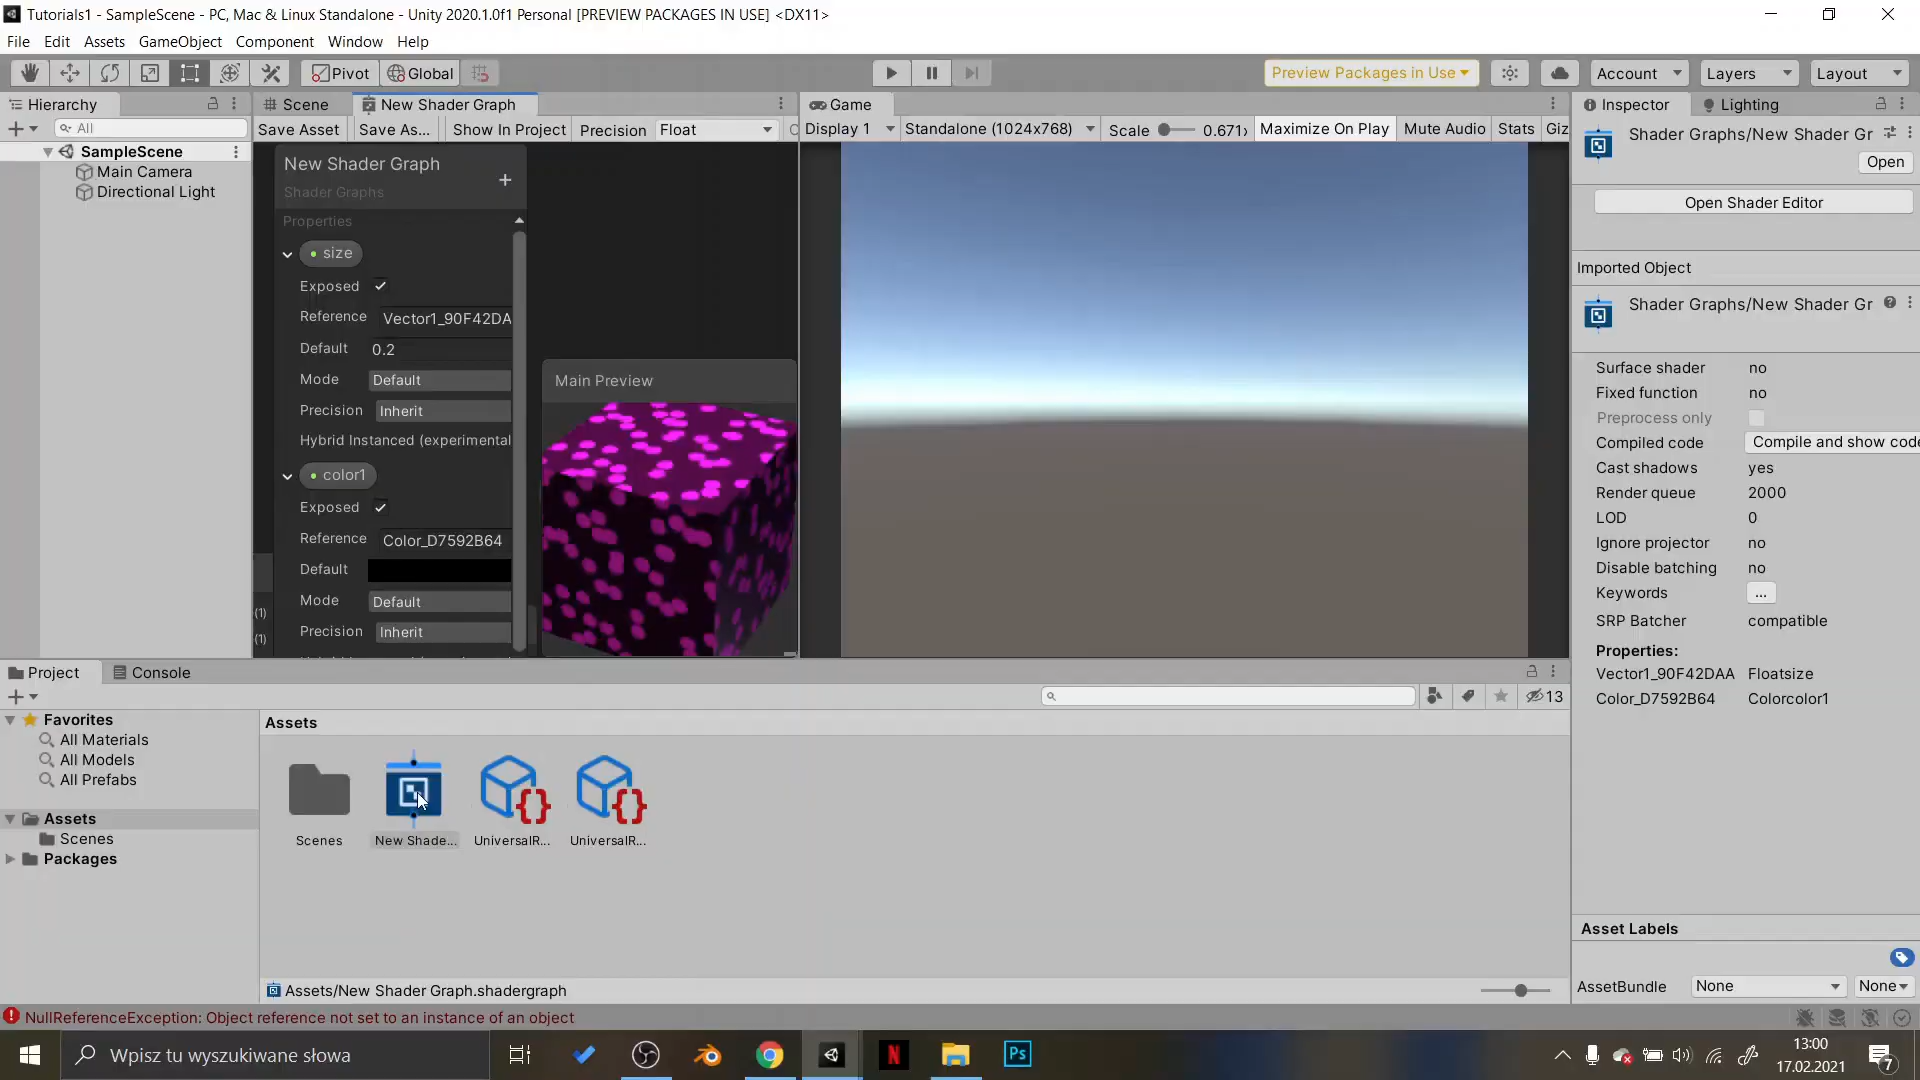 Tutorials1 - SampleScene - PC, Mac & Linux Standalone - Unity 2020.1.0f1 Personal [PREVIEW PACKAGES IN USE] <DX11>
File Edit Assets GameObject Component Window Help
Pivot Global Preview Packages in Use Account Layers Layout
Hierarchy Scene New Shader Graph Game Inspector Lighting
All Save Asset Save As... Show In Project Precision Float Display 1 Standalone (1024x768) Scale 0.671 Maximize On Play Mute Audio Stats Giz
SampleScene
Main Camera
Directional Light
New Shader Graph
Shader Graphs
Properties
size
Exposed
Reference Vector1_90F42DA
Default 0.2
Mode Default
Precision Inherit
Hybrid Instanced (experimental
color1
Exposed
Reference Color_D7592B64
Default
Mode Default
Precision Inherit
(1)
(1)
Main Preview
Shader Graphs/New Shader Gr
Open
Open Shader Editor
Imported Object
Shader Graphs/New Shader Gr
Surface shader no
Fixed function no
Preprocess only
Compiled code Compile and show code
Cast shadows yes
Render queue 2000
LOD 0
Ignore projector no
Disable batching no
Keywords ...
SRP Batcher compatible
Properties:
Vector1_90F42DAA Floatsize
Color_D7592B64 Colorcolor1
Project Console
13
Favorites
All Materials
All Models
All Prefabs
Assets
Scenes
Packages
Assets
Scenes New Shade... UniversalR... UniversalR...
Assets/New Shader Graph.shadergraph
Asset Labels
AssetBundle None None
NullReferenceException: Object reference not set to an instance of an object
Wpisz tu wyszukiwane słowa
N
Ps
13:00
17.02.2021
7